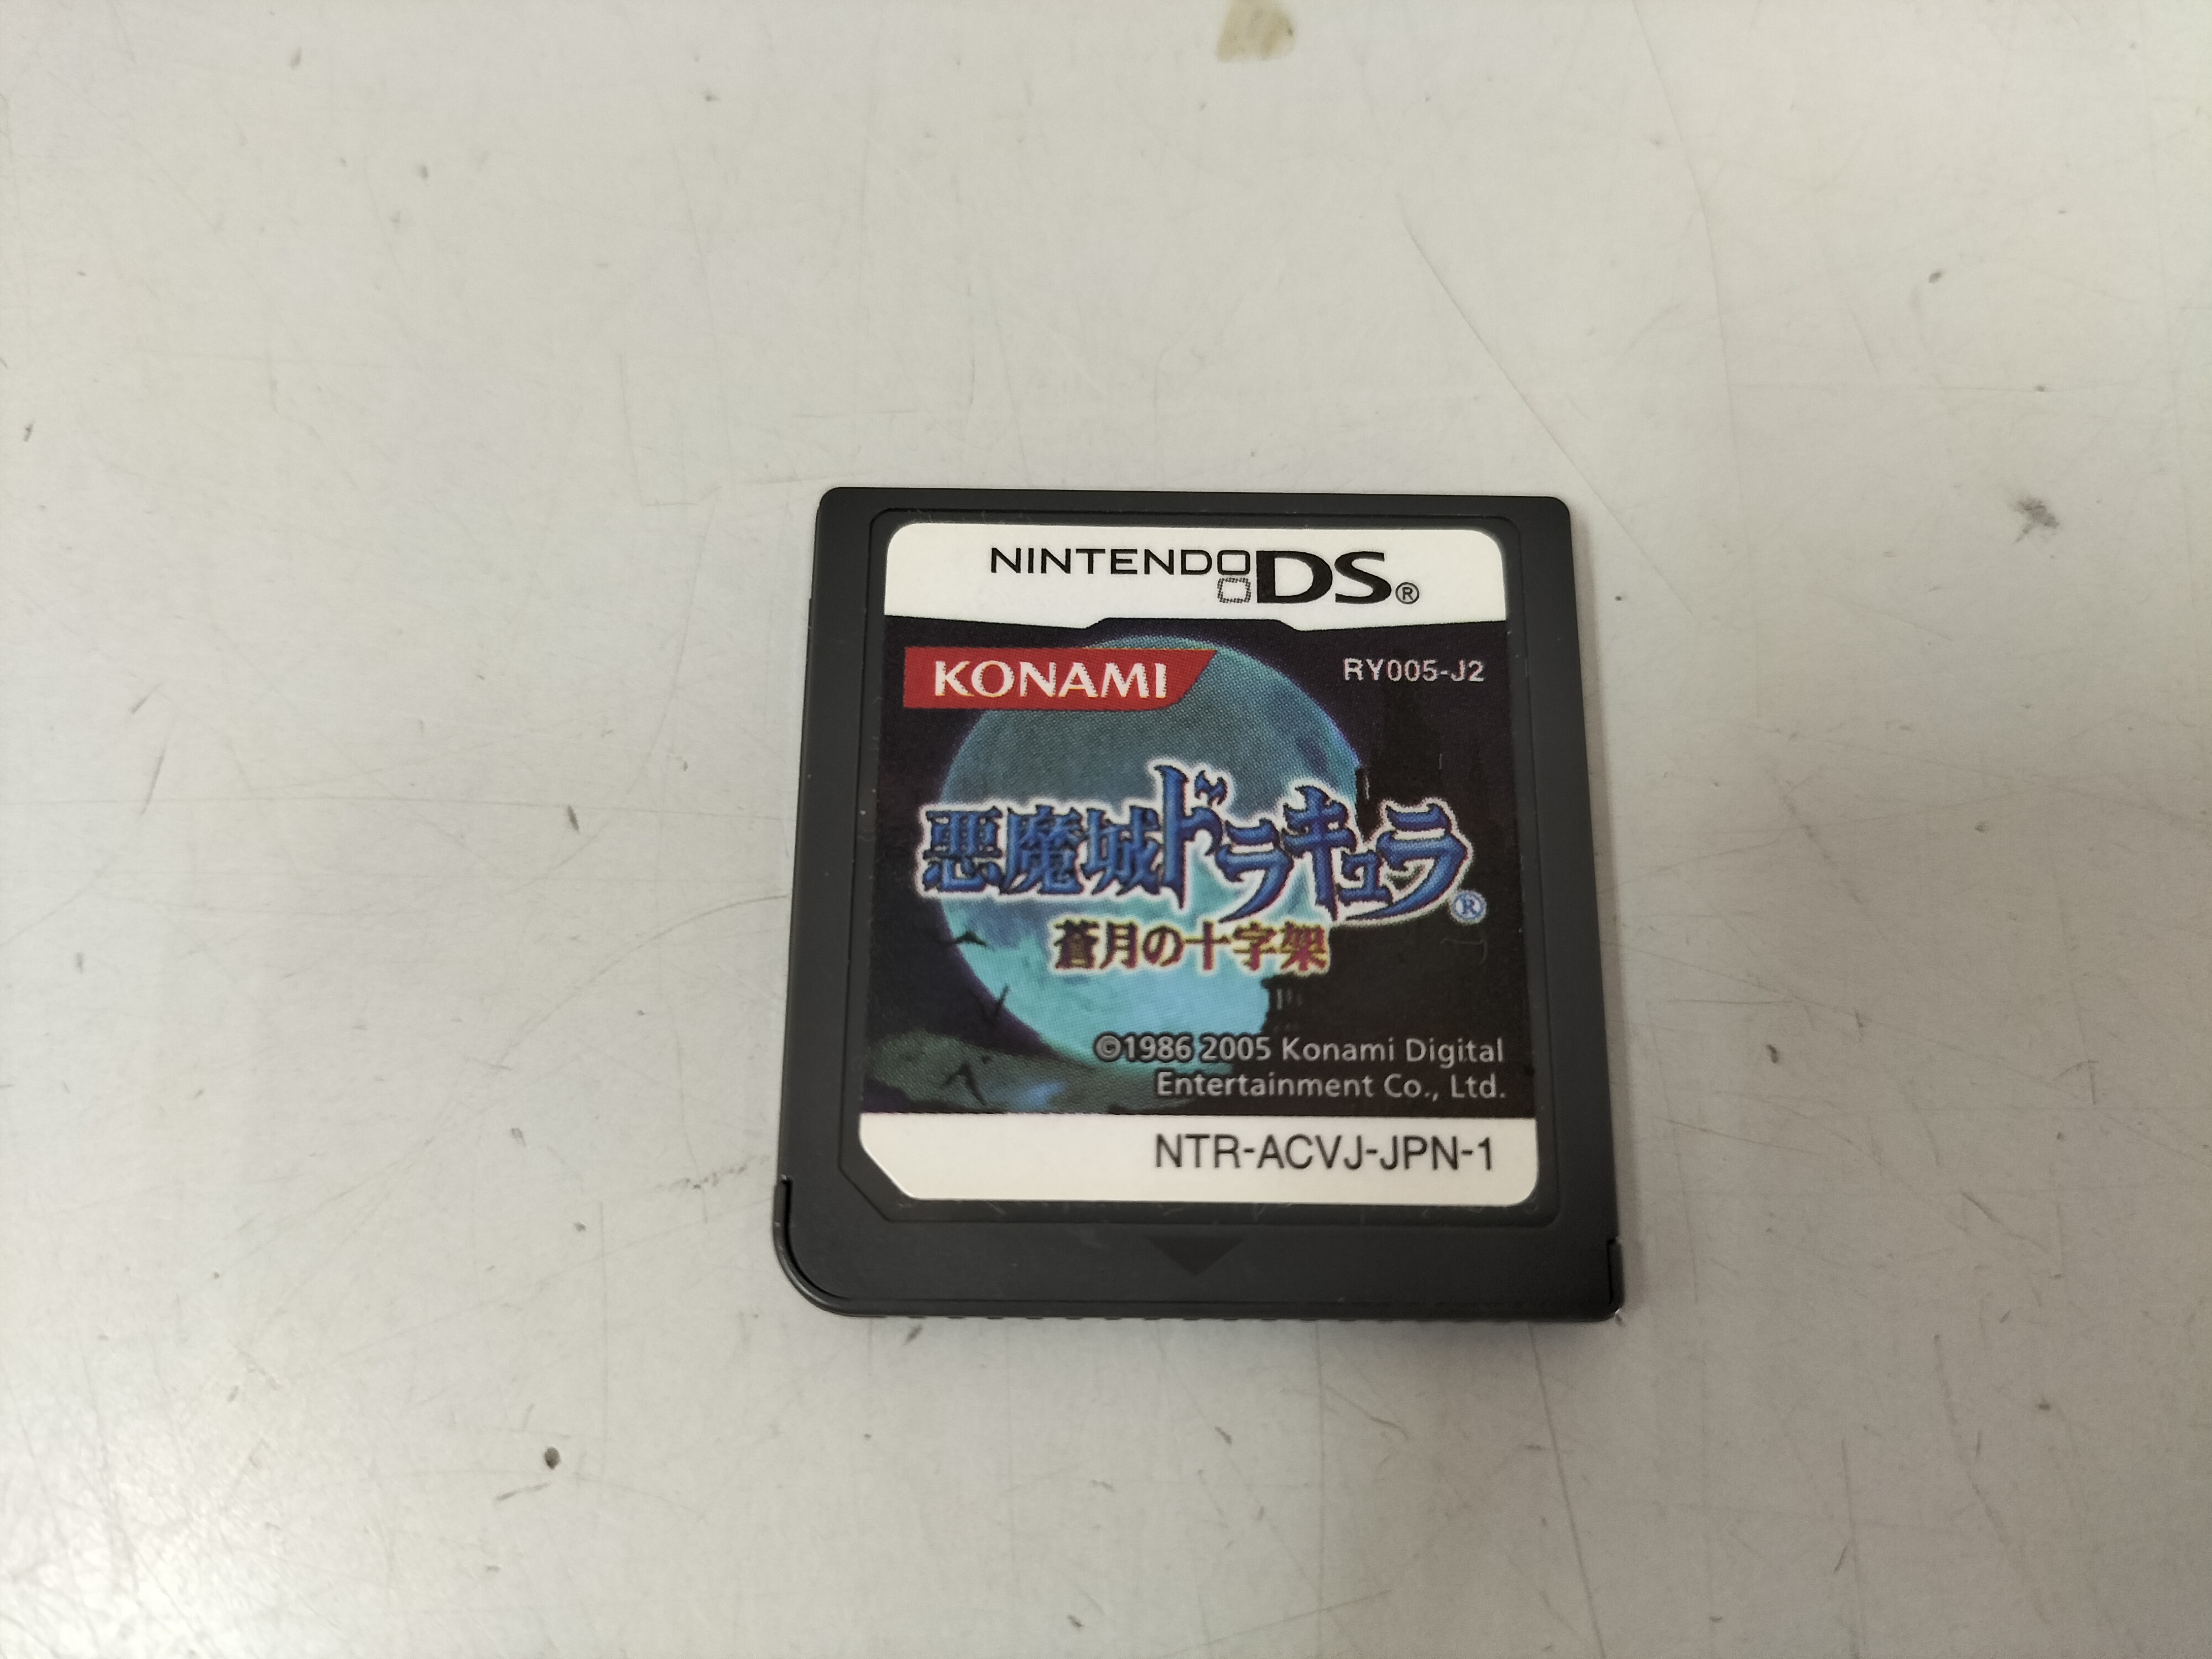 NINTENDO DS®
KONAMI
RY005-J2
悪魔城ドラキュラ®
蒼月の十字架
©1986 2005 Konami Digital
Entertainment Co., Ltd.
NTR-ACVJ-JPN-1